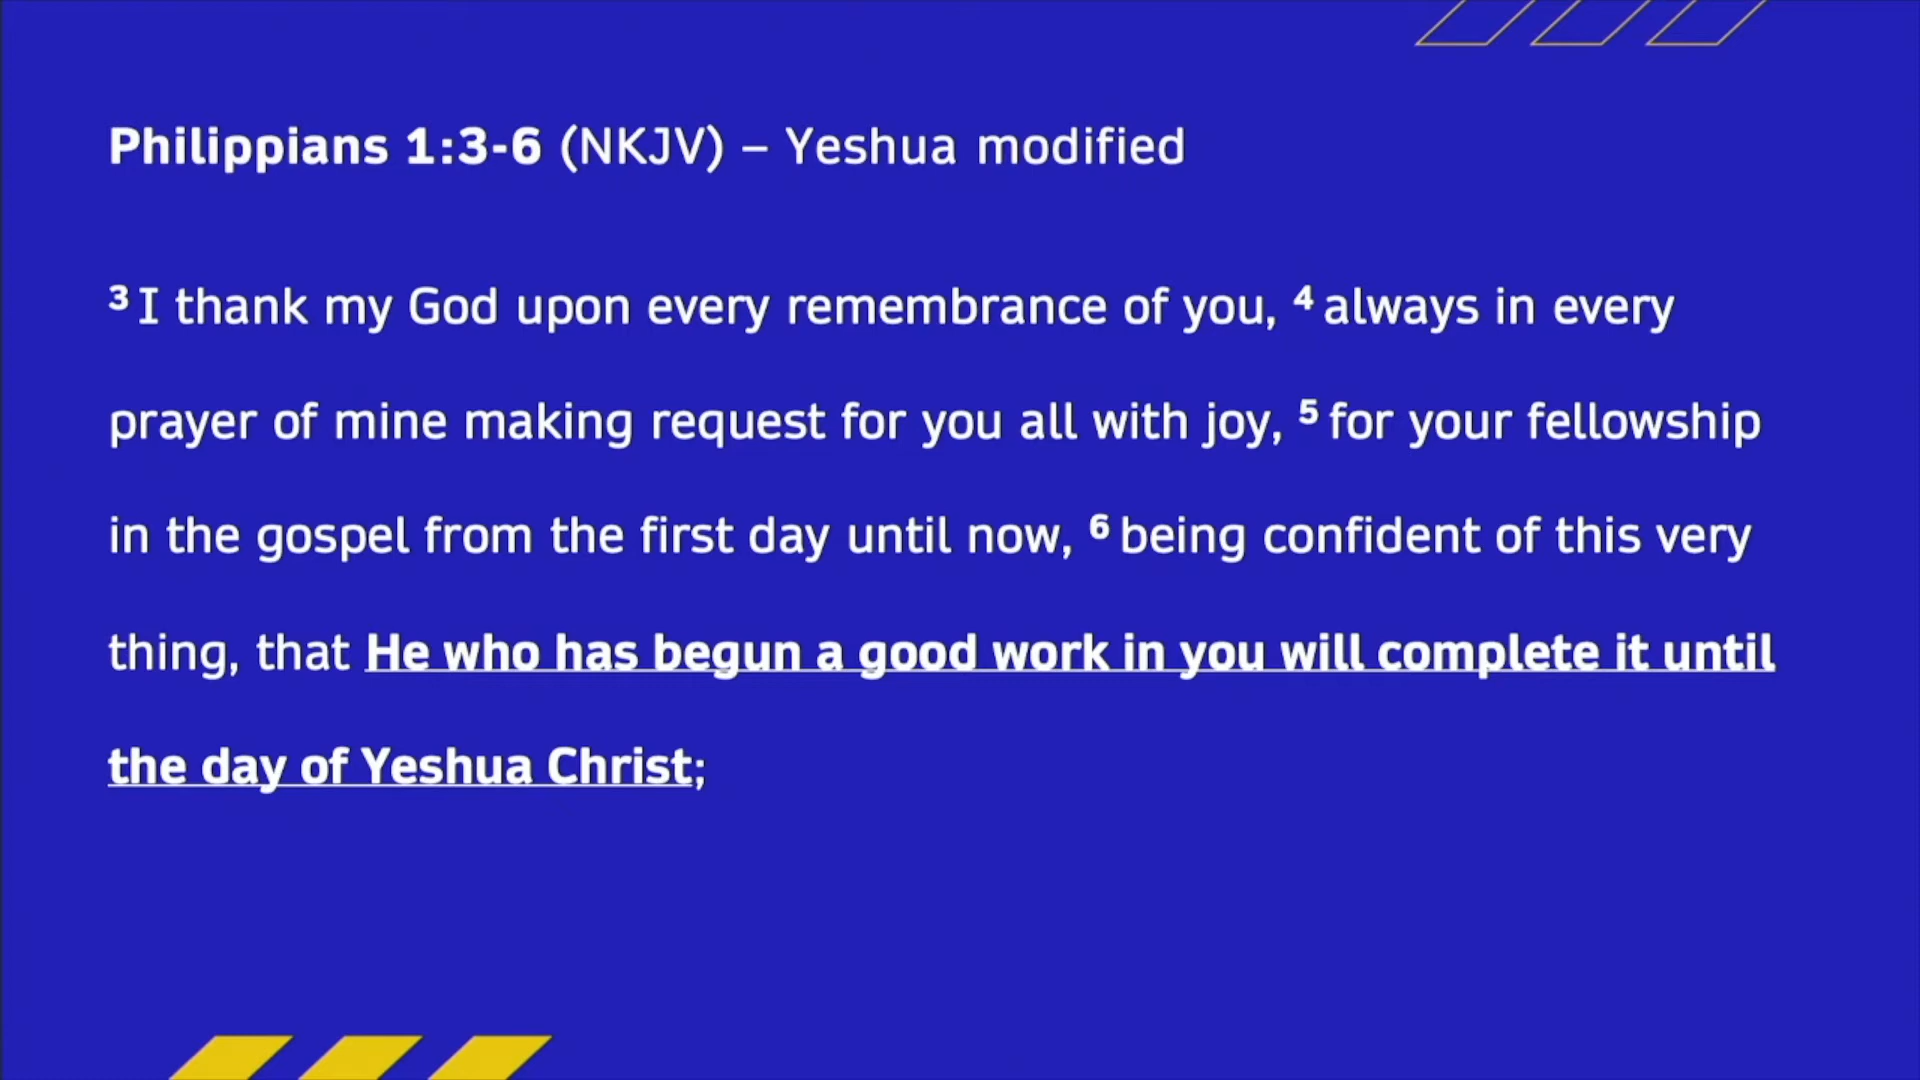 Philippians 1:3-6 (NKJV) – Yeshua modified
³ I thank my God upon every remembrance of you, ⁴ always in every
prayer of mine making request for you all with joy, ⁵ for your fellowship
in the gospel from the first day until now, ⁶ being confident of this very
thing, that He who has begun a good work in you will complete it until
the day of Yeshua Christ;